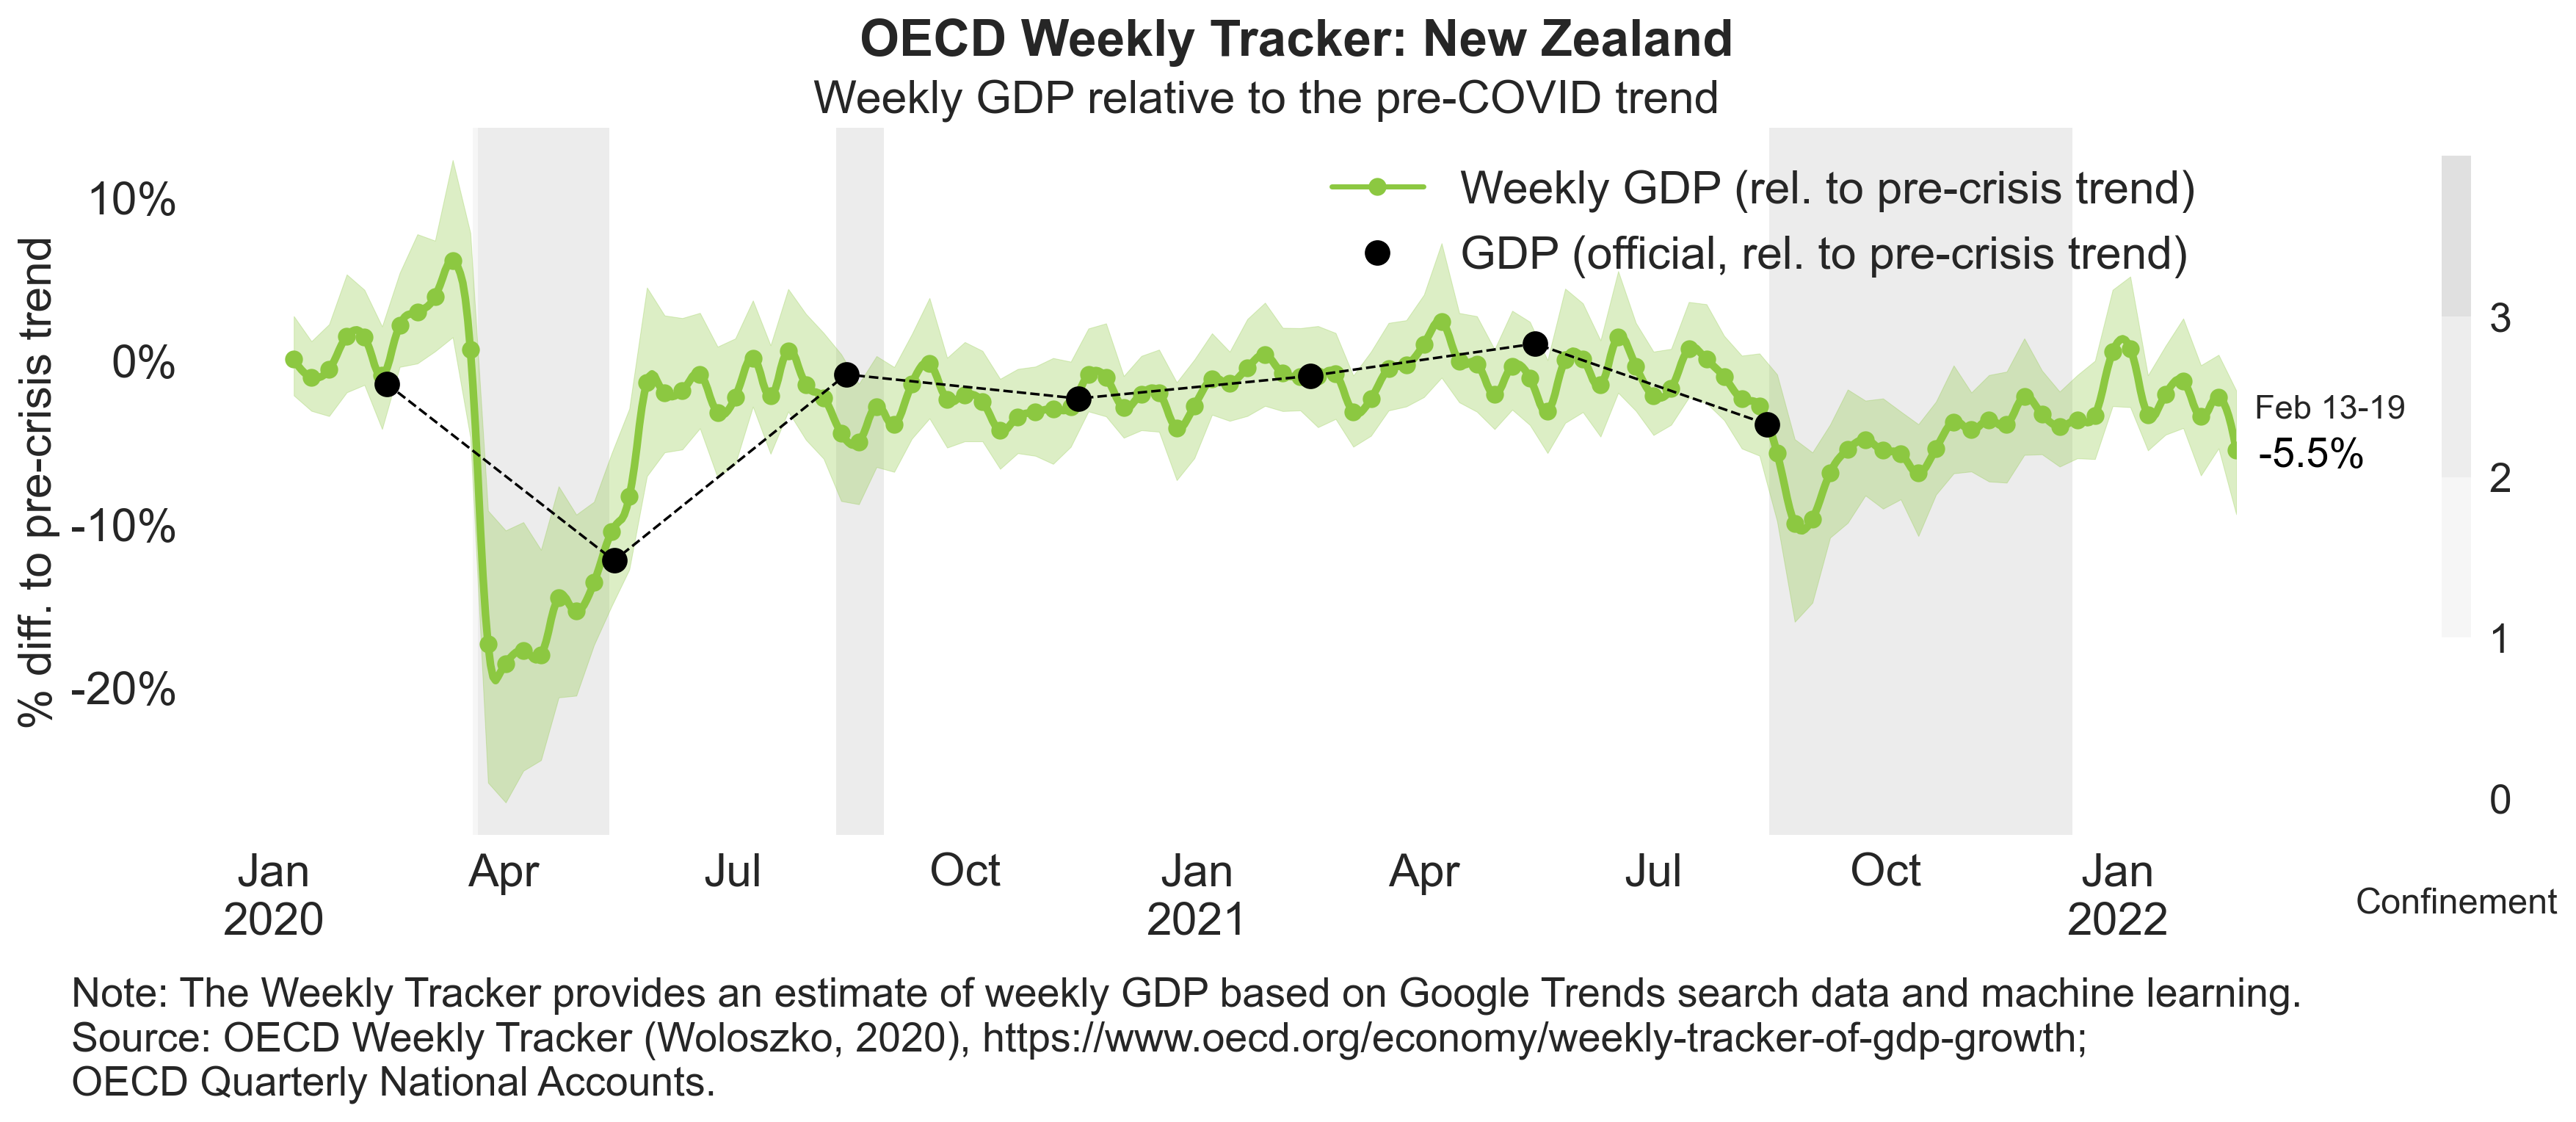 OECD Weekly Tracker: New Zealand
Weekly GDP relative to the pre-COVID trend
% diff. to pre-crisis trend
10%
0%
-10%
-20%
Weekly GDP (rel. to pre-crisis trend)
GDP (official, rel. to pre-crisis trend)
Feb 13-19
-5.5%
3
2
1
0
Confinement
Jan Apr Jul Oct Jan Apr Jul Oct Jan
2020 2021 2022
Note: The Weekly Tracker provides an estimate of weekly GDP based on Google Trends search data and machine learning.
Source: OECD Weekly Tracker (Woloszko, 2020), https://www.oecd.org/economy/weekly-tracker-of-gdp-growth;
OECD Quarterly National Accounts.